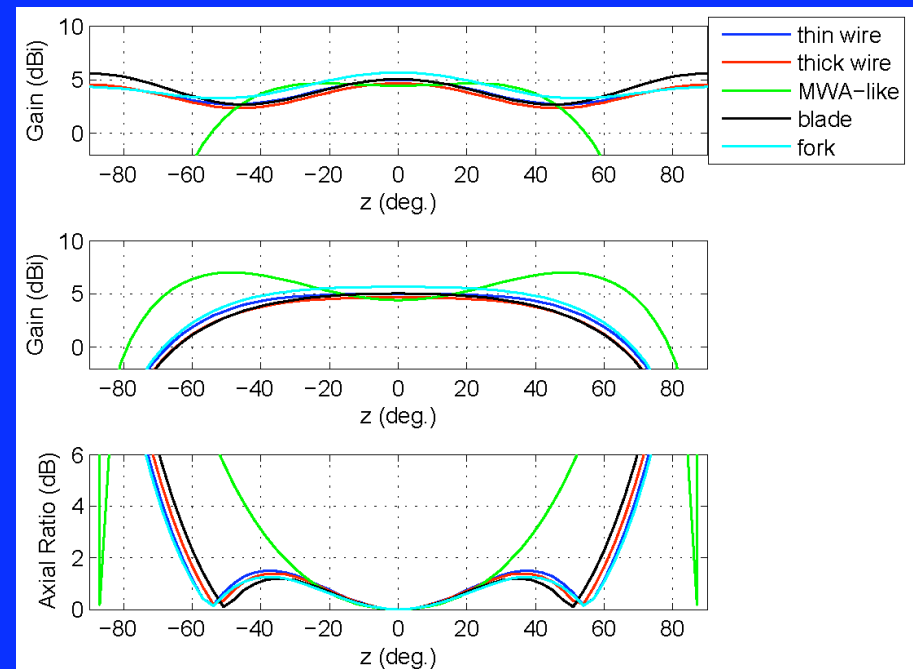 10
5
0
Gain (dBi)
−80 −60 −40 −20 0 20 40 60 80
z (deg.)
thin wire
thick wire
MWA−like
blade
fork
10
5
0
Gain (dBi)
−80 −60 −40 −20 0 20 40 60 80
z (deg.)
6
4
2
0
Axial Ratio (dB)
−80 −60 −40 −20 0 20 40 60 80
z (deg.)